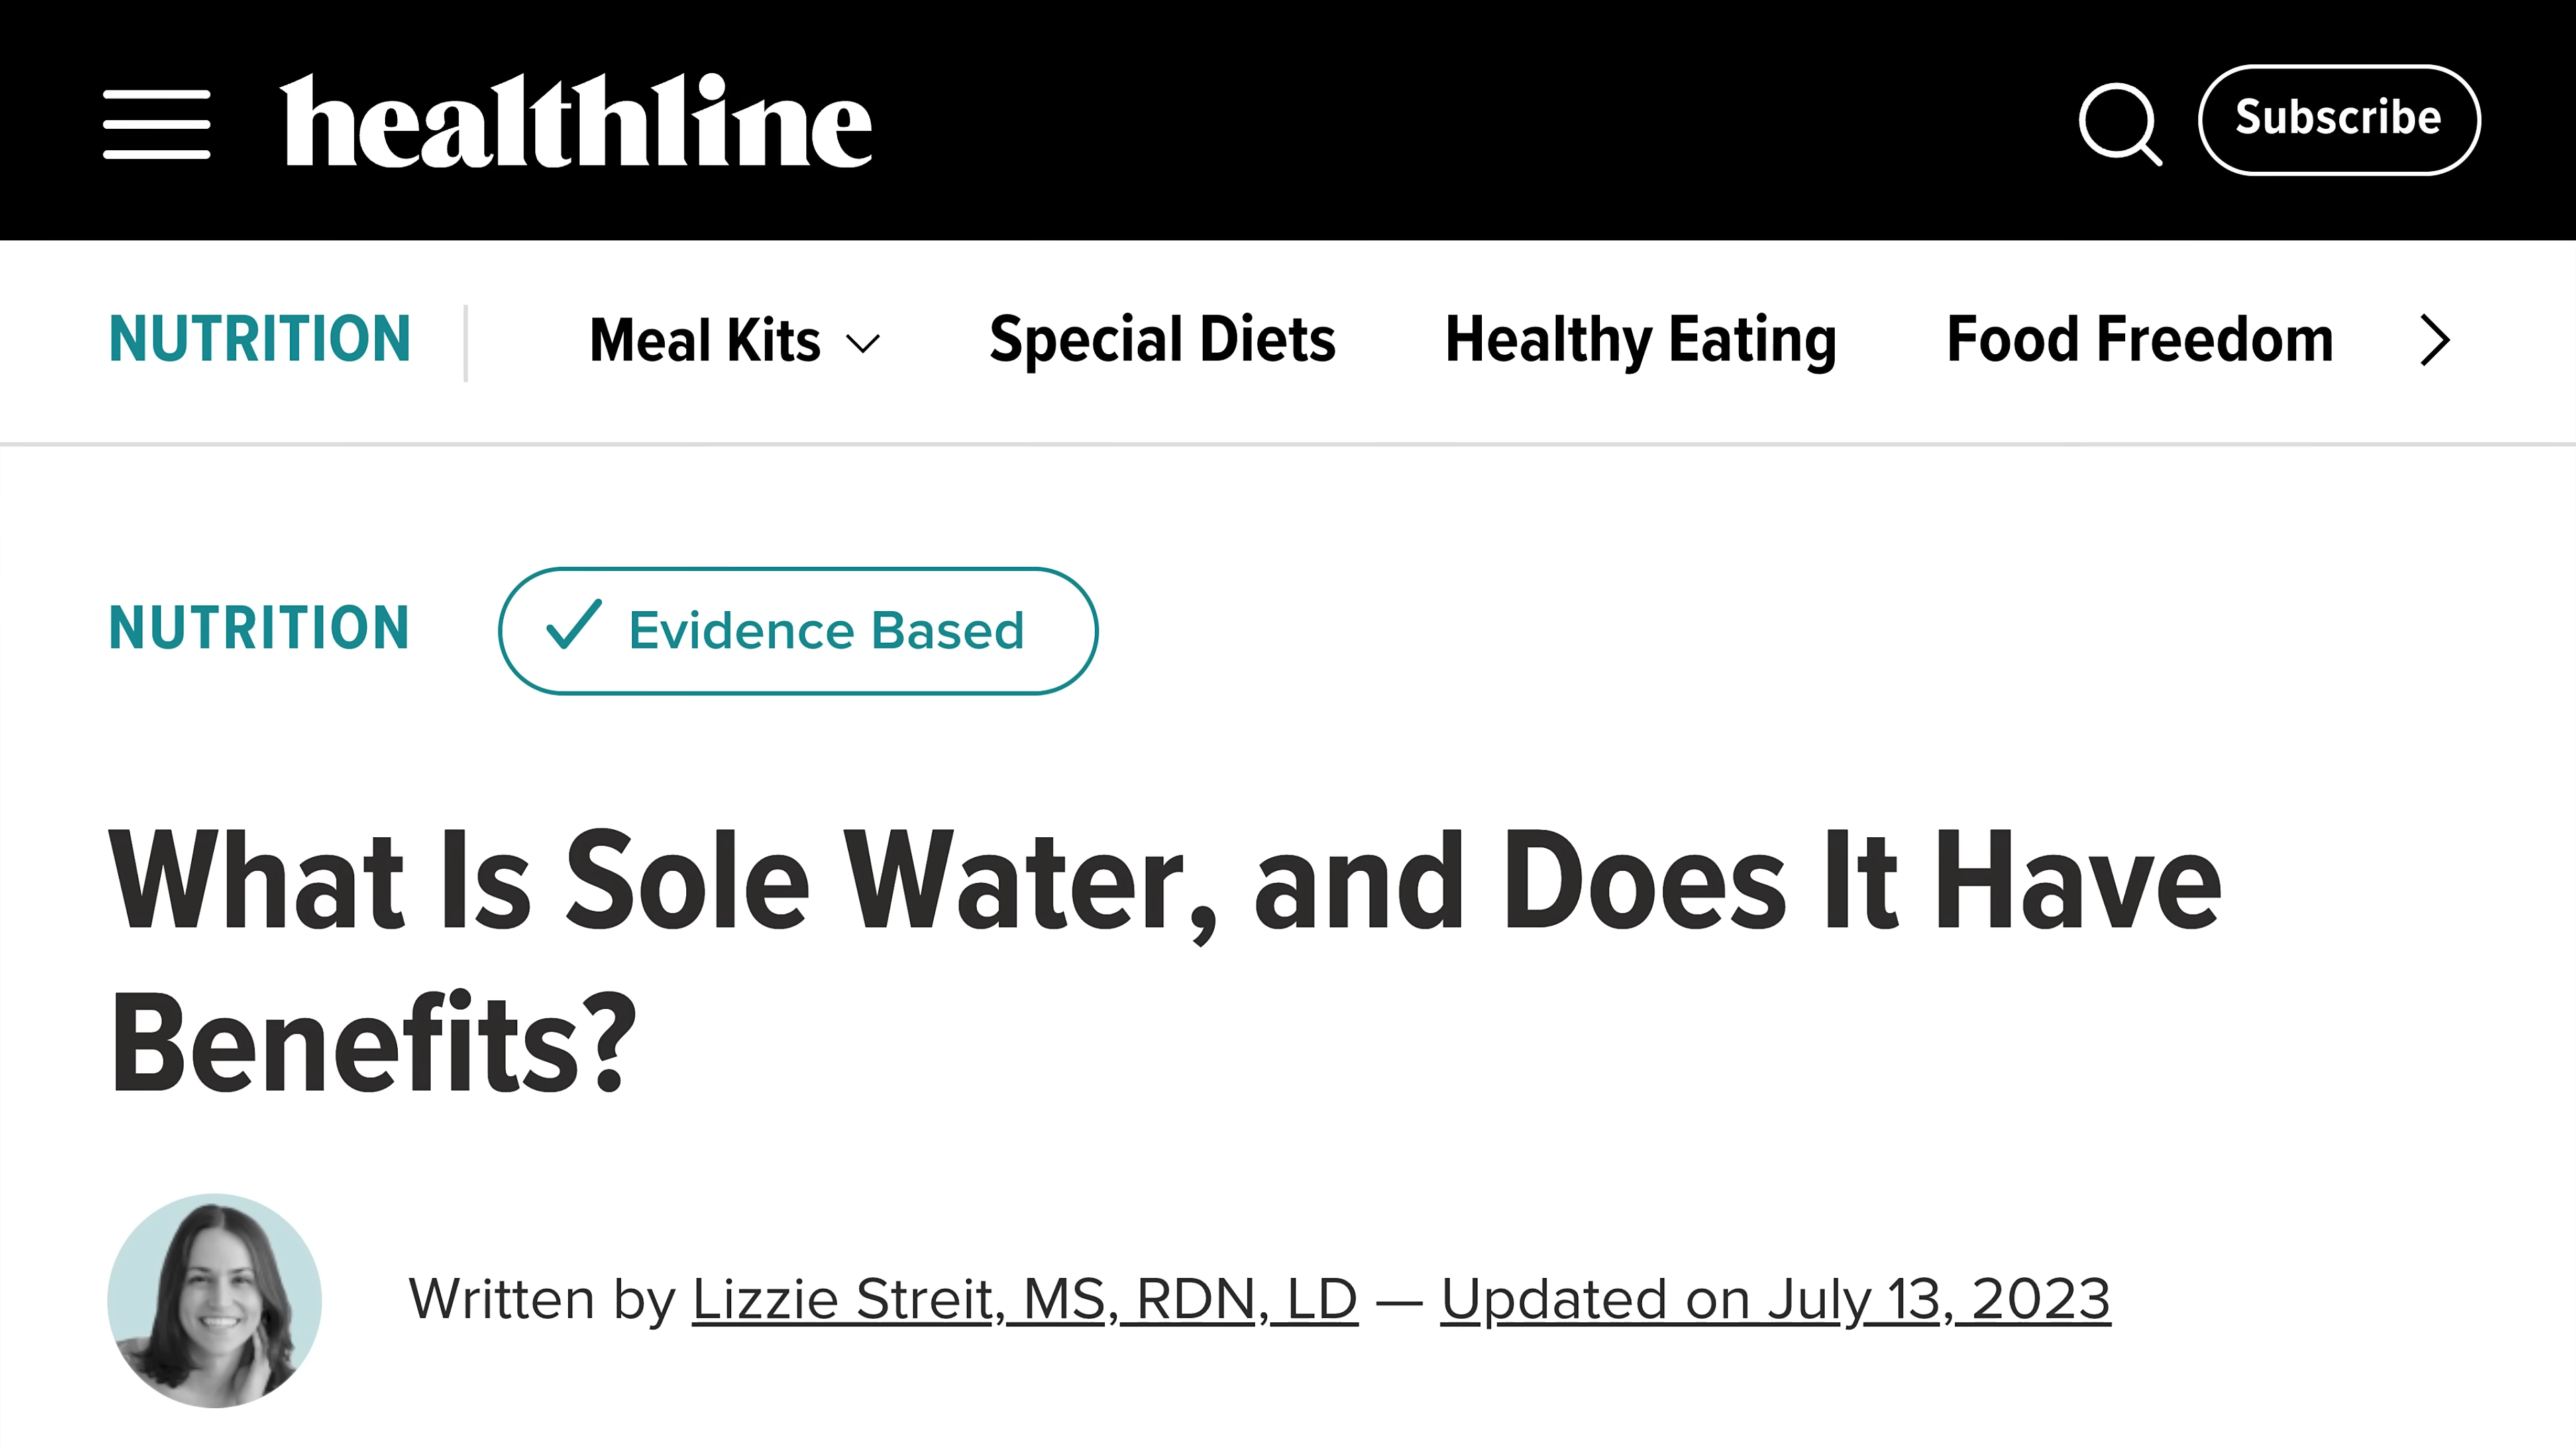 healthline
Subscribe
NUTRITION
Meal Kits
Special Diets
Healthy Eating
Food Freedom
NUTRITION
Evidence Based
What Is Sole Water, and Does It Have
Benefits?
Written by Lizzie Streit, MS, RDN, LD — Updated on July 13, 2023